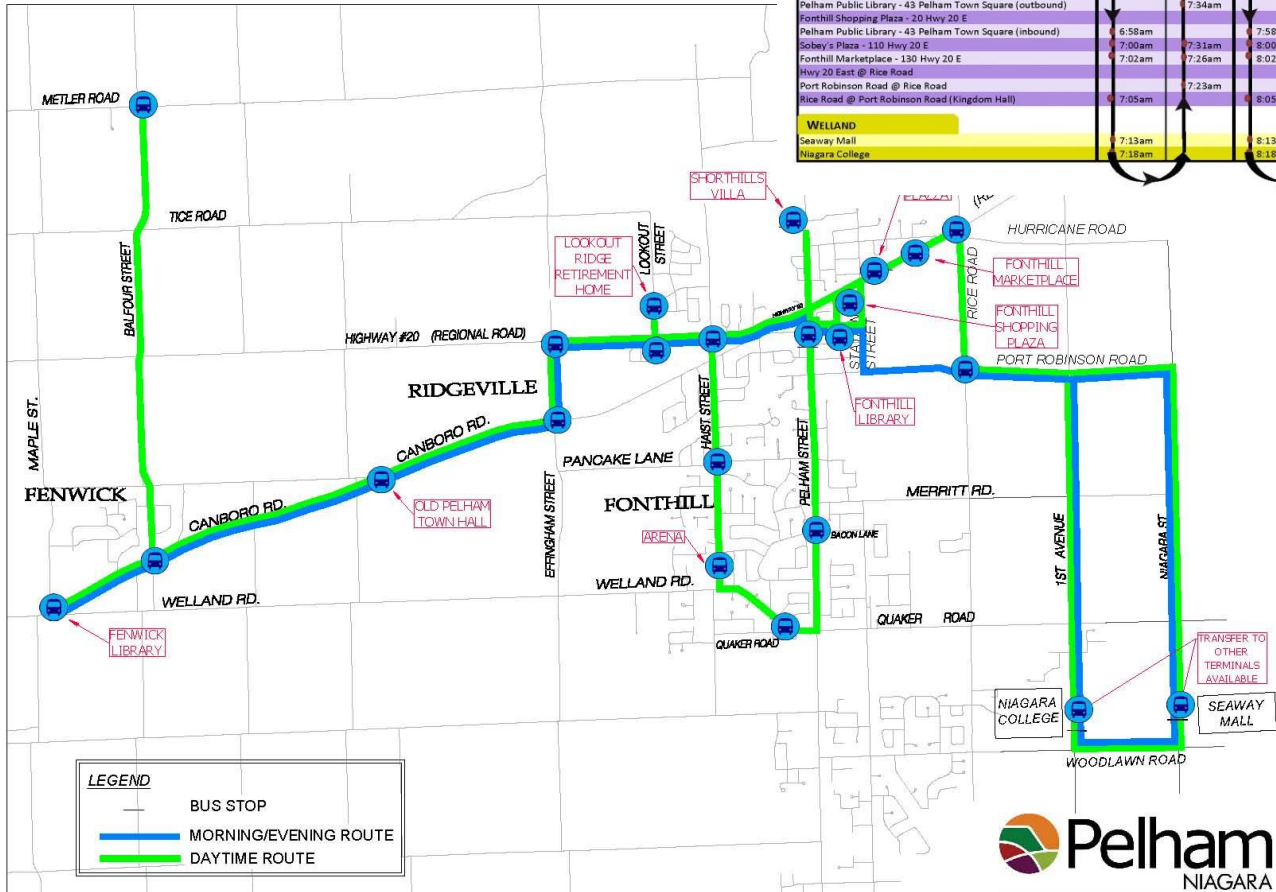 Pelham Public Library - 43 Pelham Town Square (outbound) 7:34am
Fonthill Shopping Plaza - 20 Hwy 20 E
Pelham Public Library - 43 Pelham Town Square (inbound) 6:58am 7:58
Sobey's Plaza - 110 Hwy 20 E 7:00am 7:31am 8:00
Fonthill Marketplace - 130 Hwy 20 E 7:02am 7:26am 8:02
Hwy 20 East @ Rice Road
Port Robinson Road @ Rice Road 7:23am
Rice Road @ Port Robinson Road (Kingdom Hall) 7:05am 8:05
WELLAND
Seaway Mall 7:13am 8:13
Niagara College 7:18am 8:18
METLER ROAD
TICE ROAD
BALFOUR STREET
MAPLE ST.
FENWICK
CANBORO RD.
WELLAND RD.
FENWICK
LIBRARY
OLD PELHAM
TOWN HALL
CANBORO RD.
RIDGEVILLE
HIGHWAY #20 (REGIONAL ROAD)
EFFINGHAM STREET
LOOKOUT
RIDGE
RETIREMENT
HOME
LOOKOUT
STREET
SHORTHILLS
VILLA
HIGHWAY #20
HAIST STREET
PANCAKE LANE
FONTHILL
ARENA
WELLAND RD.
QUAKER ROAD
PELHAM STREET
BACON LANE
STREET
FONTHILL
LIBRARY
FONTHILL
SHOPPING
PLAZA
FONTHILL
MARKETPLACE
HURRICANE ROAD
RICE ROAD
PORT ROBINSON ROAD
MERRITT RD.
1ST AVENUE
NIAGARA ST.
QUAKER ROAD
TRANSFER TO
OTHER
TERMINALS
AVAILABLE
NIAGARA
COLLEGE
SEAWAY
MALL
WOODLAWN ROAD
LEGEND
BUS STOP
MORNING/EVENING ROUTE
DAYTIME ROUTE
Pelham
NIAGARA